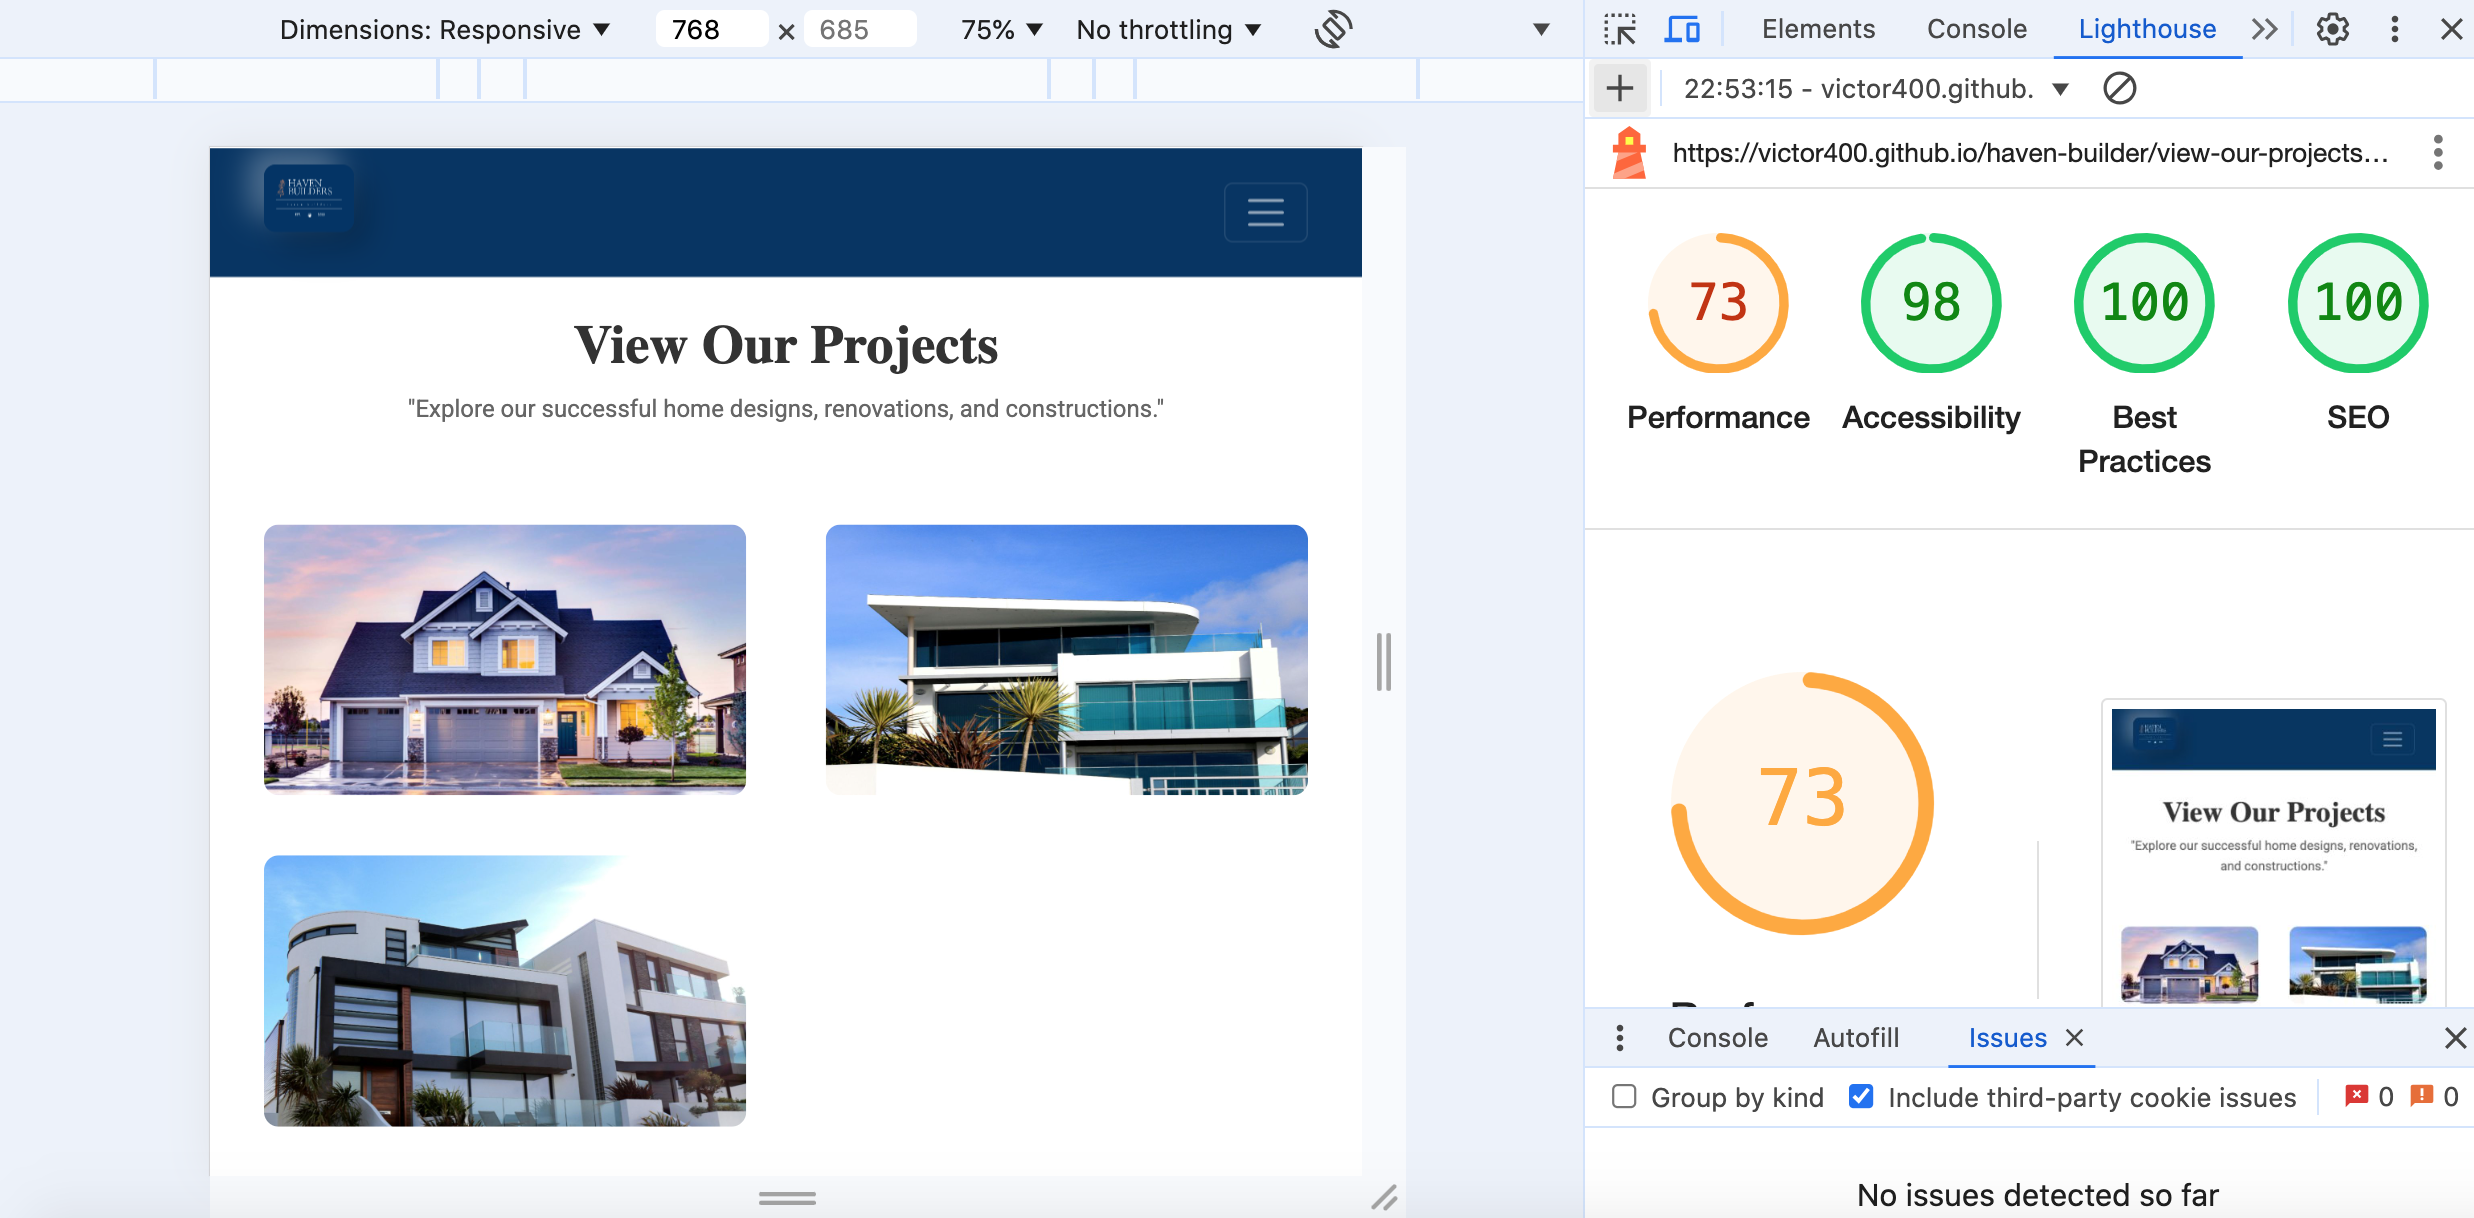 Dimensions: Responsive ▼ 768 × 685 75% ▼ No throttling ▼
Elements Console Lighthouse
22:53:15 - victor400.github. ▼
https://victor400.github.io/haven-builder/view-our-projects…
HAVEN
BUILDERS
View Our Projects
"Explore our successful home designs, renovations, and constructions."
73 98 100 100
Performance Accessibility Best Practices SEO
73
View Our Projects
"Explore our successful home designs, renovations,
and constructions."
Console Autofill Issues
Group by kind Include third-party cookie issues 0 0
No issues detected so far